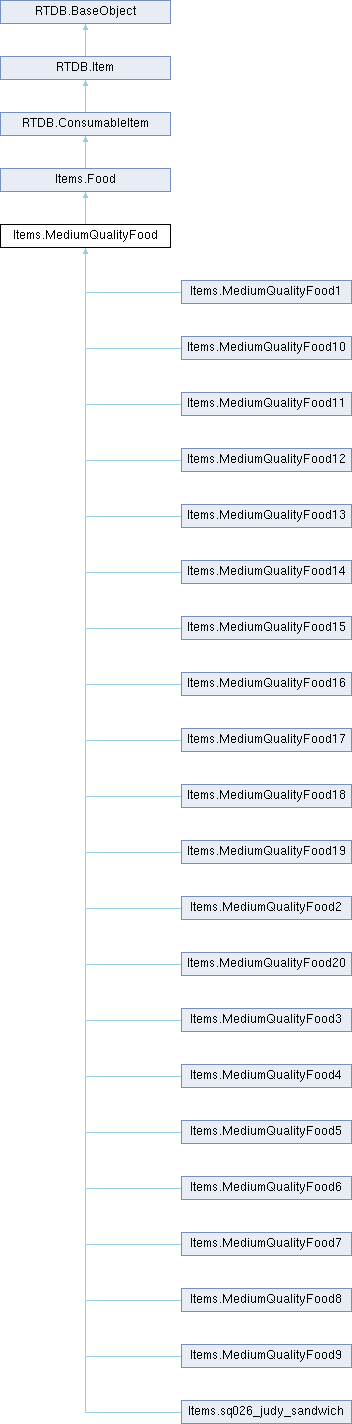 RTDB.BaseObject
RTDB.Item
RTDB.ConsumableItem
Items.Food
Items.MediumQualityFood
Items.MediumQualityFood1
Items.MediumQualityFood10
Items.MediumQualityFood11
Items.MediumQualityFood12
Items.MediumQualityFood13
Items.MediumQualityFood14
Items.MediumQualityFood15
Items.MediumQualityFood16
Items.MediumQualityFood17
Items.MediumQualityFood18
Items.MediumQualityFood19
Items.MediumQualityFood2
Items.MediumQualityFood20
Items.MediumQualityFood3
Items.MediumQualityFood4
Items.MediumQualityFood5
Items.MediumQualityFood6
Items.MediumQualityFood7
Items.MediumQualityFood8
Items.MediumQualityFood9
Items.sq026_judy_sandwich